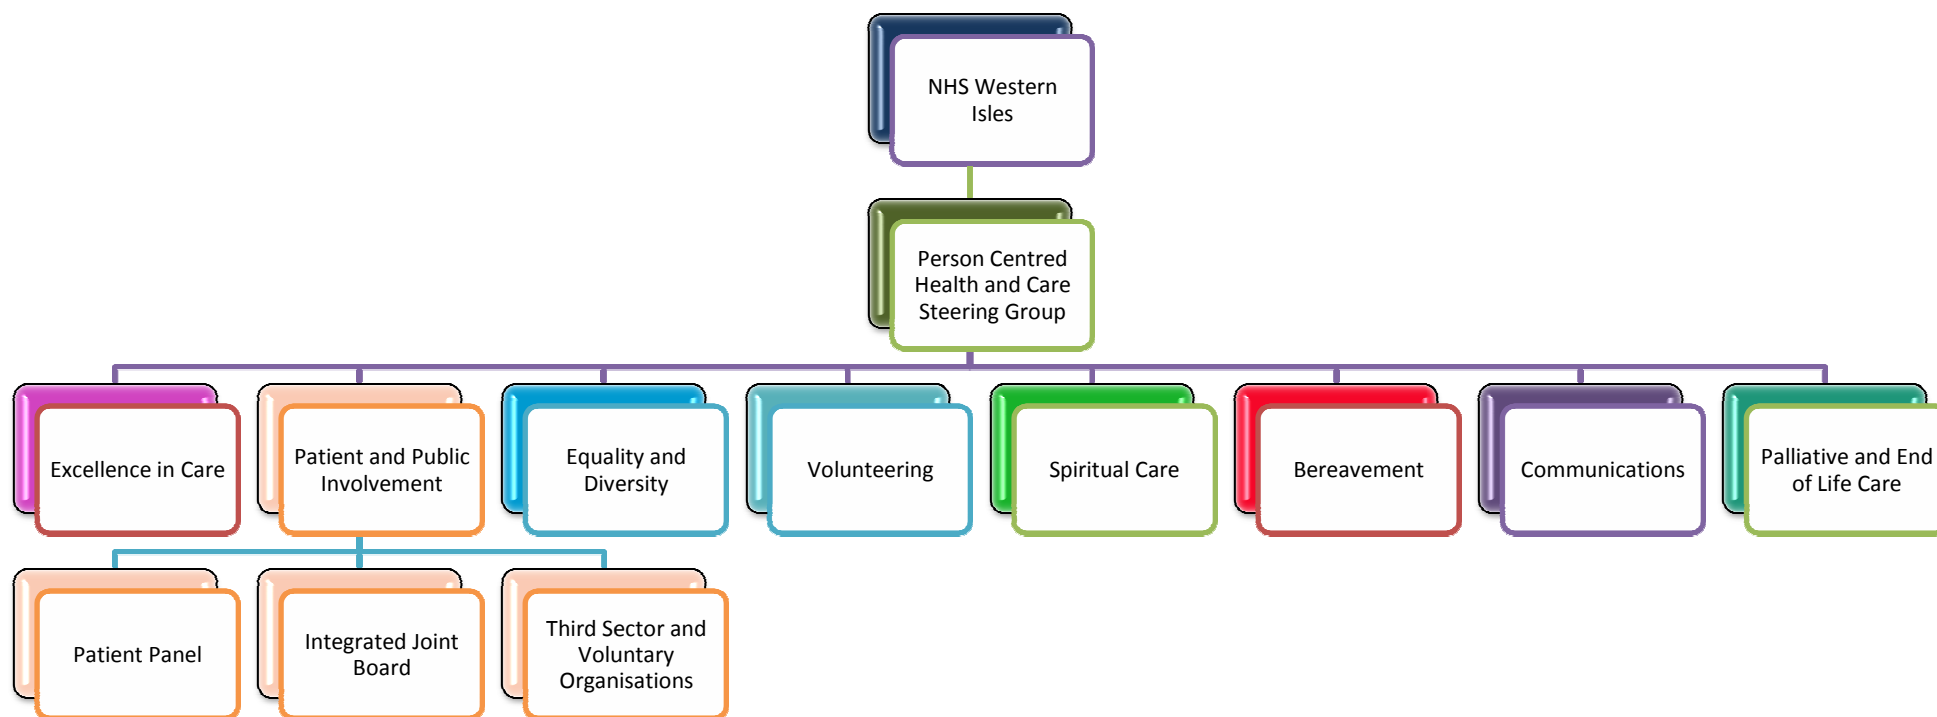 NHS Western
Isles
Person Centred
Health and Care
Steering Group
Excellence in Care
Patient and Public
Involvement
Equality and
Diversity
Volunteering
Spiritual Care
Bereavement
Communications
Palliative and End
of Life Care
Patient Panel
Integrated Joint
Board
Third Sector and
Voluntary
Organisations